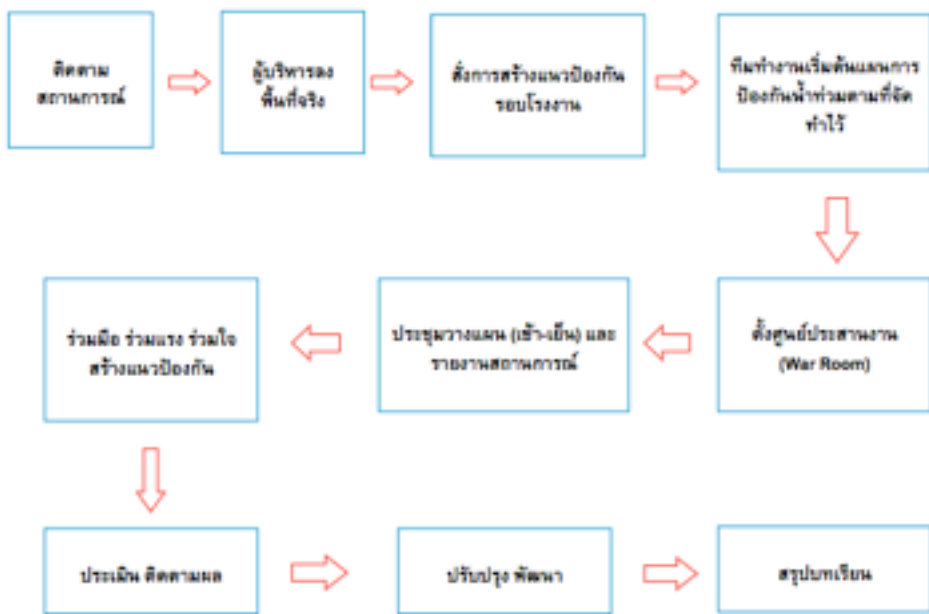 ติดตาม
สถานการณ์
ผู้บริหารลง
พื้นที่จริง
สั่งการสร้างแนวป้องกัน
รอบโรงงาน
ทีมทำงานเริ่มต้นแผนการ
ป้องกันน้ำท่วมตามที่จัด
ทำไว้
ตั้งศูนย์ประสานงาน
(War Room)
ประชุมวางแผน (เช้า-เย็น) และ
รายงานสถานการณ์
ร่วมมือ ร่วมแรง ร่วมใจ
สร้างแนวป้องกัน
ประเมิน ติดตามผล
ปรับปรุง พัฒนา
สรุปบทเรียน